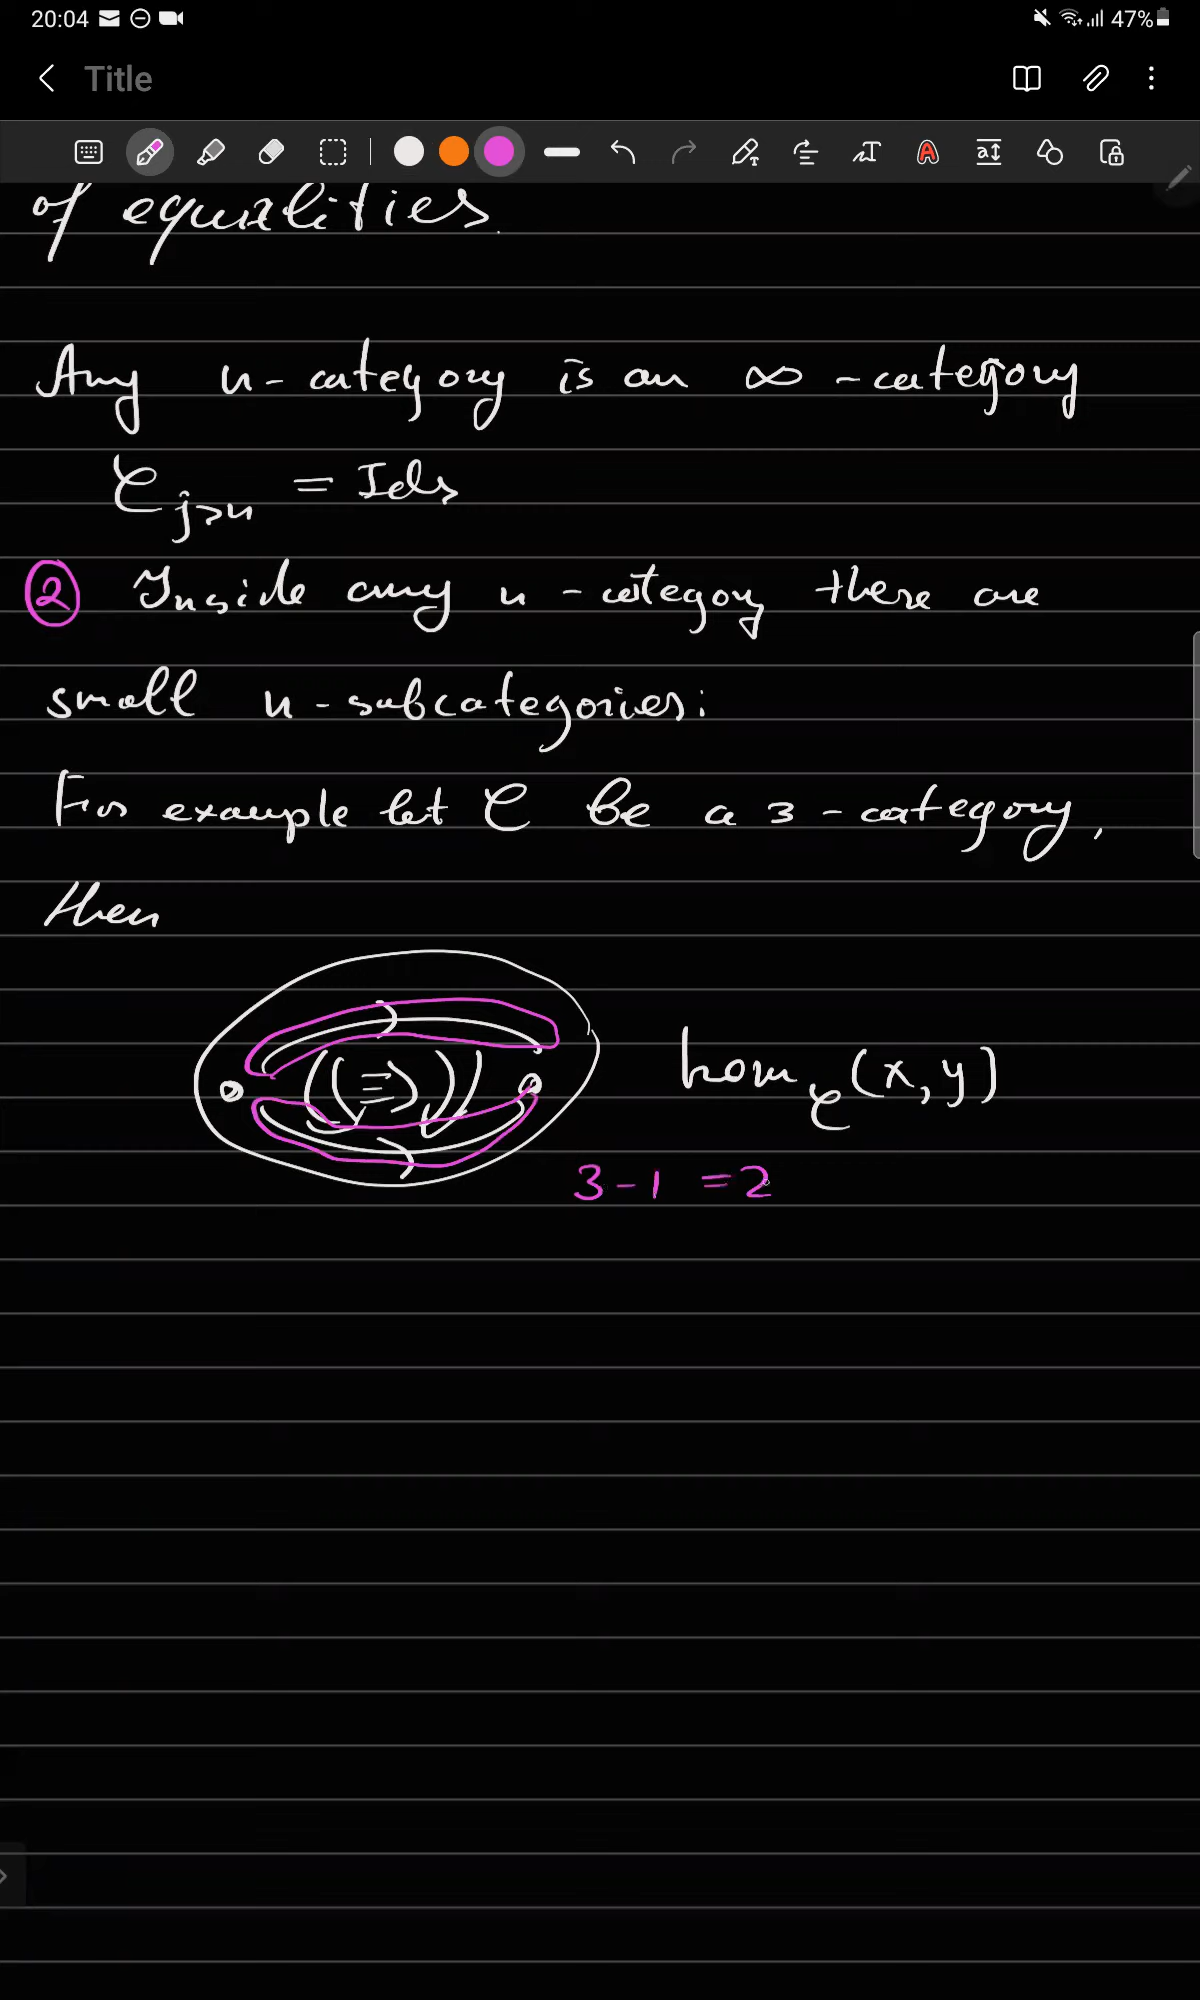 20:04
47%
Title
of equalities.
Any n-category is an ∞-category
C_{j>n} = Ids
② Inside any n-category there are
small n-subcategories:
For example let C be a 3-category,
then
hom_C(x,y)
3-1 =2